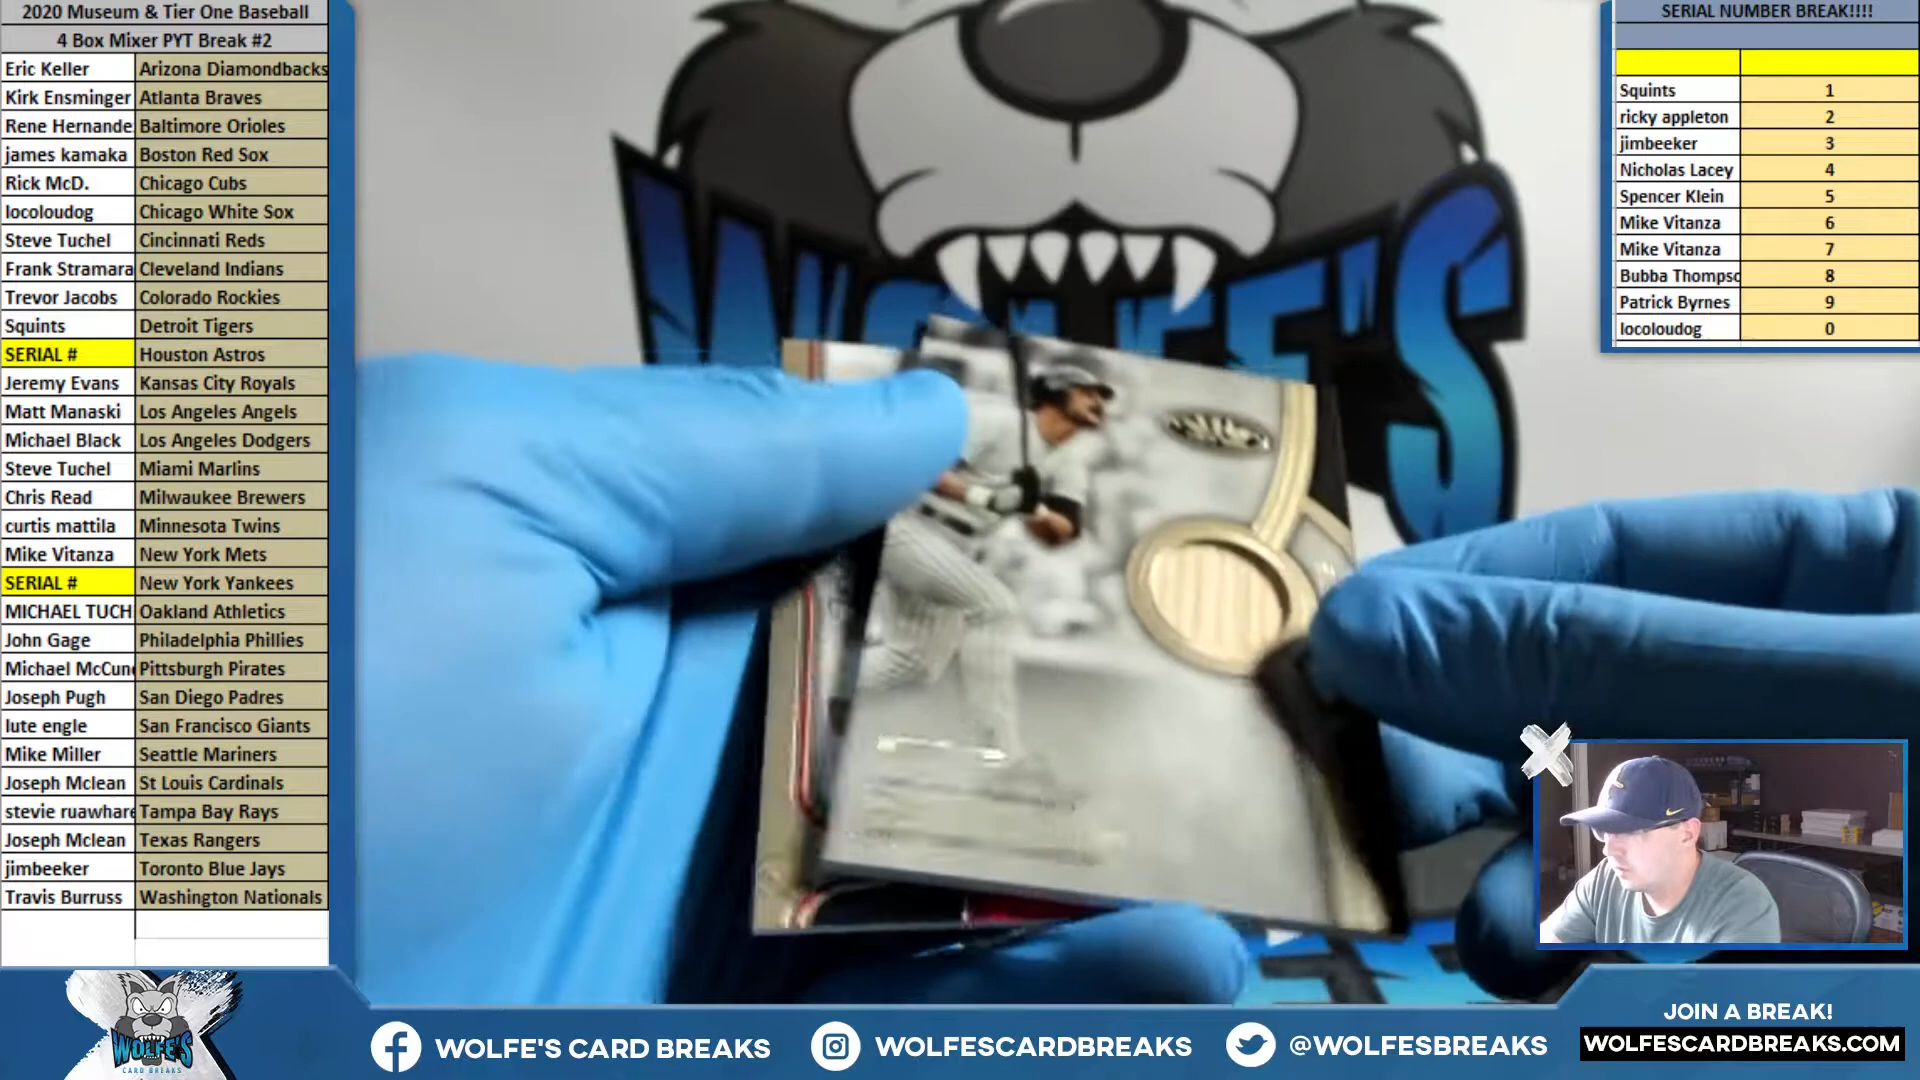 2020 Museum & Tier One Baseball
4 Box Mixer PYT Break #2
Eric Keller Arizona Diamondbacks
Kirk Ensminger Atlanta Braves
Rene Hernande Baltimore Orioles
james kamaka Boston Red Sox
Rick McD. Chicago Cubs
locoloudog Chicago White Sox
Steve Tuchel Cincinnati Reds
Frank Stramara Cleveland Indians
Trevor Jacobs Colorado Rockies
Squints Detroit Tigers
SERIAL # Houston Astros
Jeremy Evans Kansas City Royals
Matt Manaski Los Angeles Angels
Michael Black Los Angeles Dodgers
Steve Tuchel Miami Marlins
Chris Read Milwaukee Brewers
curtis mattila Minnesota Twins
Mike Vitanza New York Mets
SERIAL # New York Yankees
MICHAEL TUCH Oakland Athletics
John Gage Philadelphia Phillies
Michael McCun Pittsburgh Pirates
Joseph Pugh San Diego Padres
lute engle San Francisco Giants
Mike Miller Seattle Mariners
Joseph Mclean St Louis Cardinals
stevie ruawhare Tampa Bay Rays
Joseph Mclean Texas Rangers
jimbeeker Toronto Blue Jays
Travis Burruss Washington Nationals
WOLFE'S
SERIAL NUMBER BREAK!!!!
Squints 1
ricky appleton 2
jimbeeker 3
Nicholas Lacey 4
Spencer Klein 5
Mike Vitanza 6
Mike Vitanza 7
Bubba Thompso 8
Patrick Byrnes 9
locoloudog 0
WOLFE'S
CARD BREAKS
WOLFE'S CARD BREAKS
WOLFESCARDBREAKS
@WOLFESBREAKS
JOIN A BREAK!
WOLFESCARDBREAKS.COM